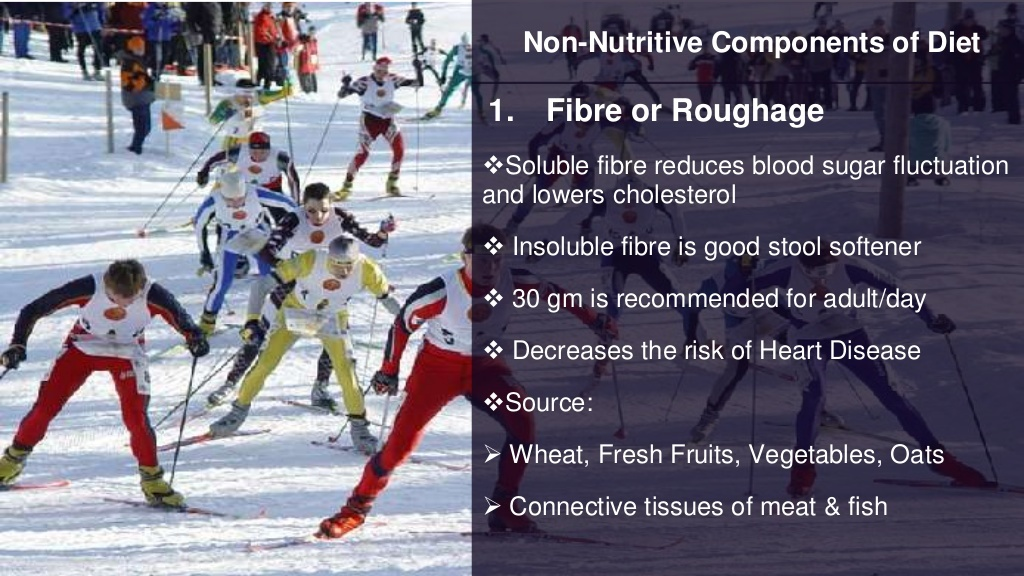 Non-Nutritive Components of Diet
1. Fibre or Roughage
❖Soluble fibre reduces blood sugar fluctuation
and lowers cholesterol
❖ Insoluble fibre is good stool softener
❖ 30 gm is recommended for adult/day
❖ Decreases the risk of Heart Disease
❖Source:
➢ Wheat, Fresh Fruits, Vegetables, Oats
➢ Connective tissues of meat & fish